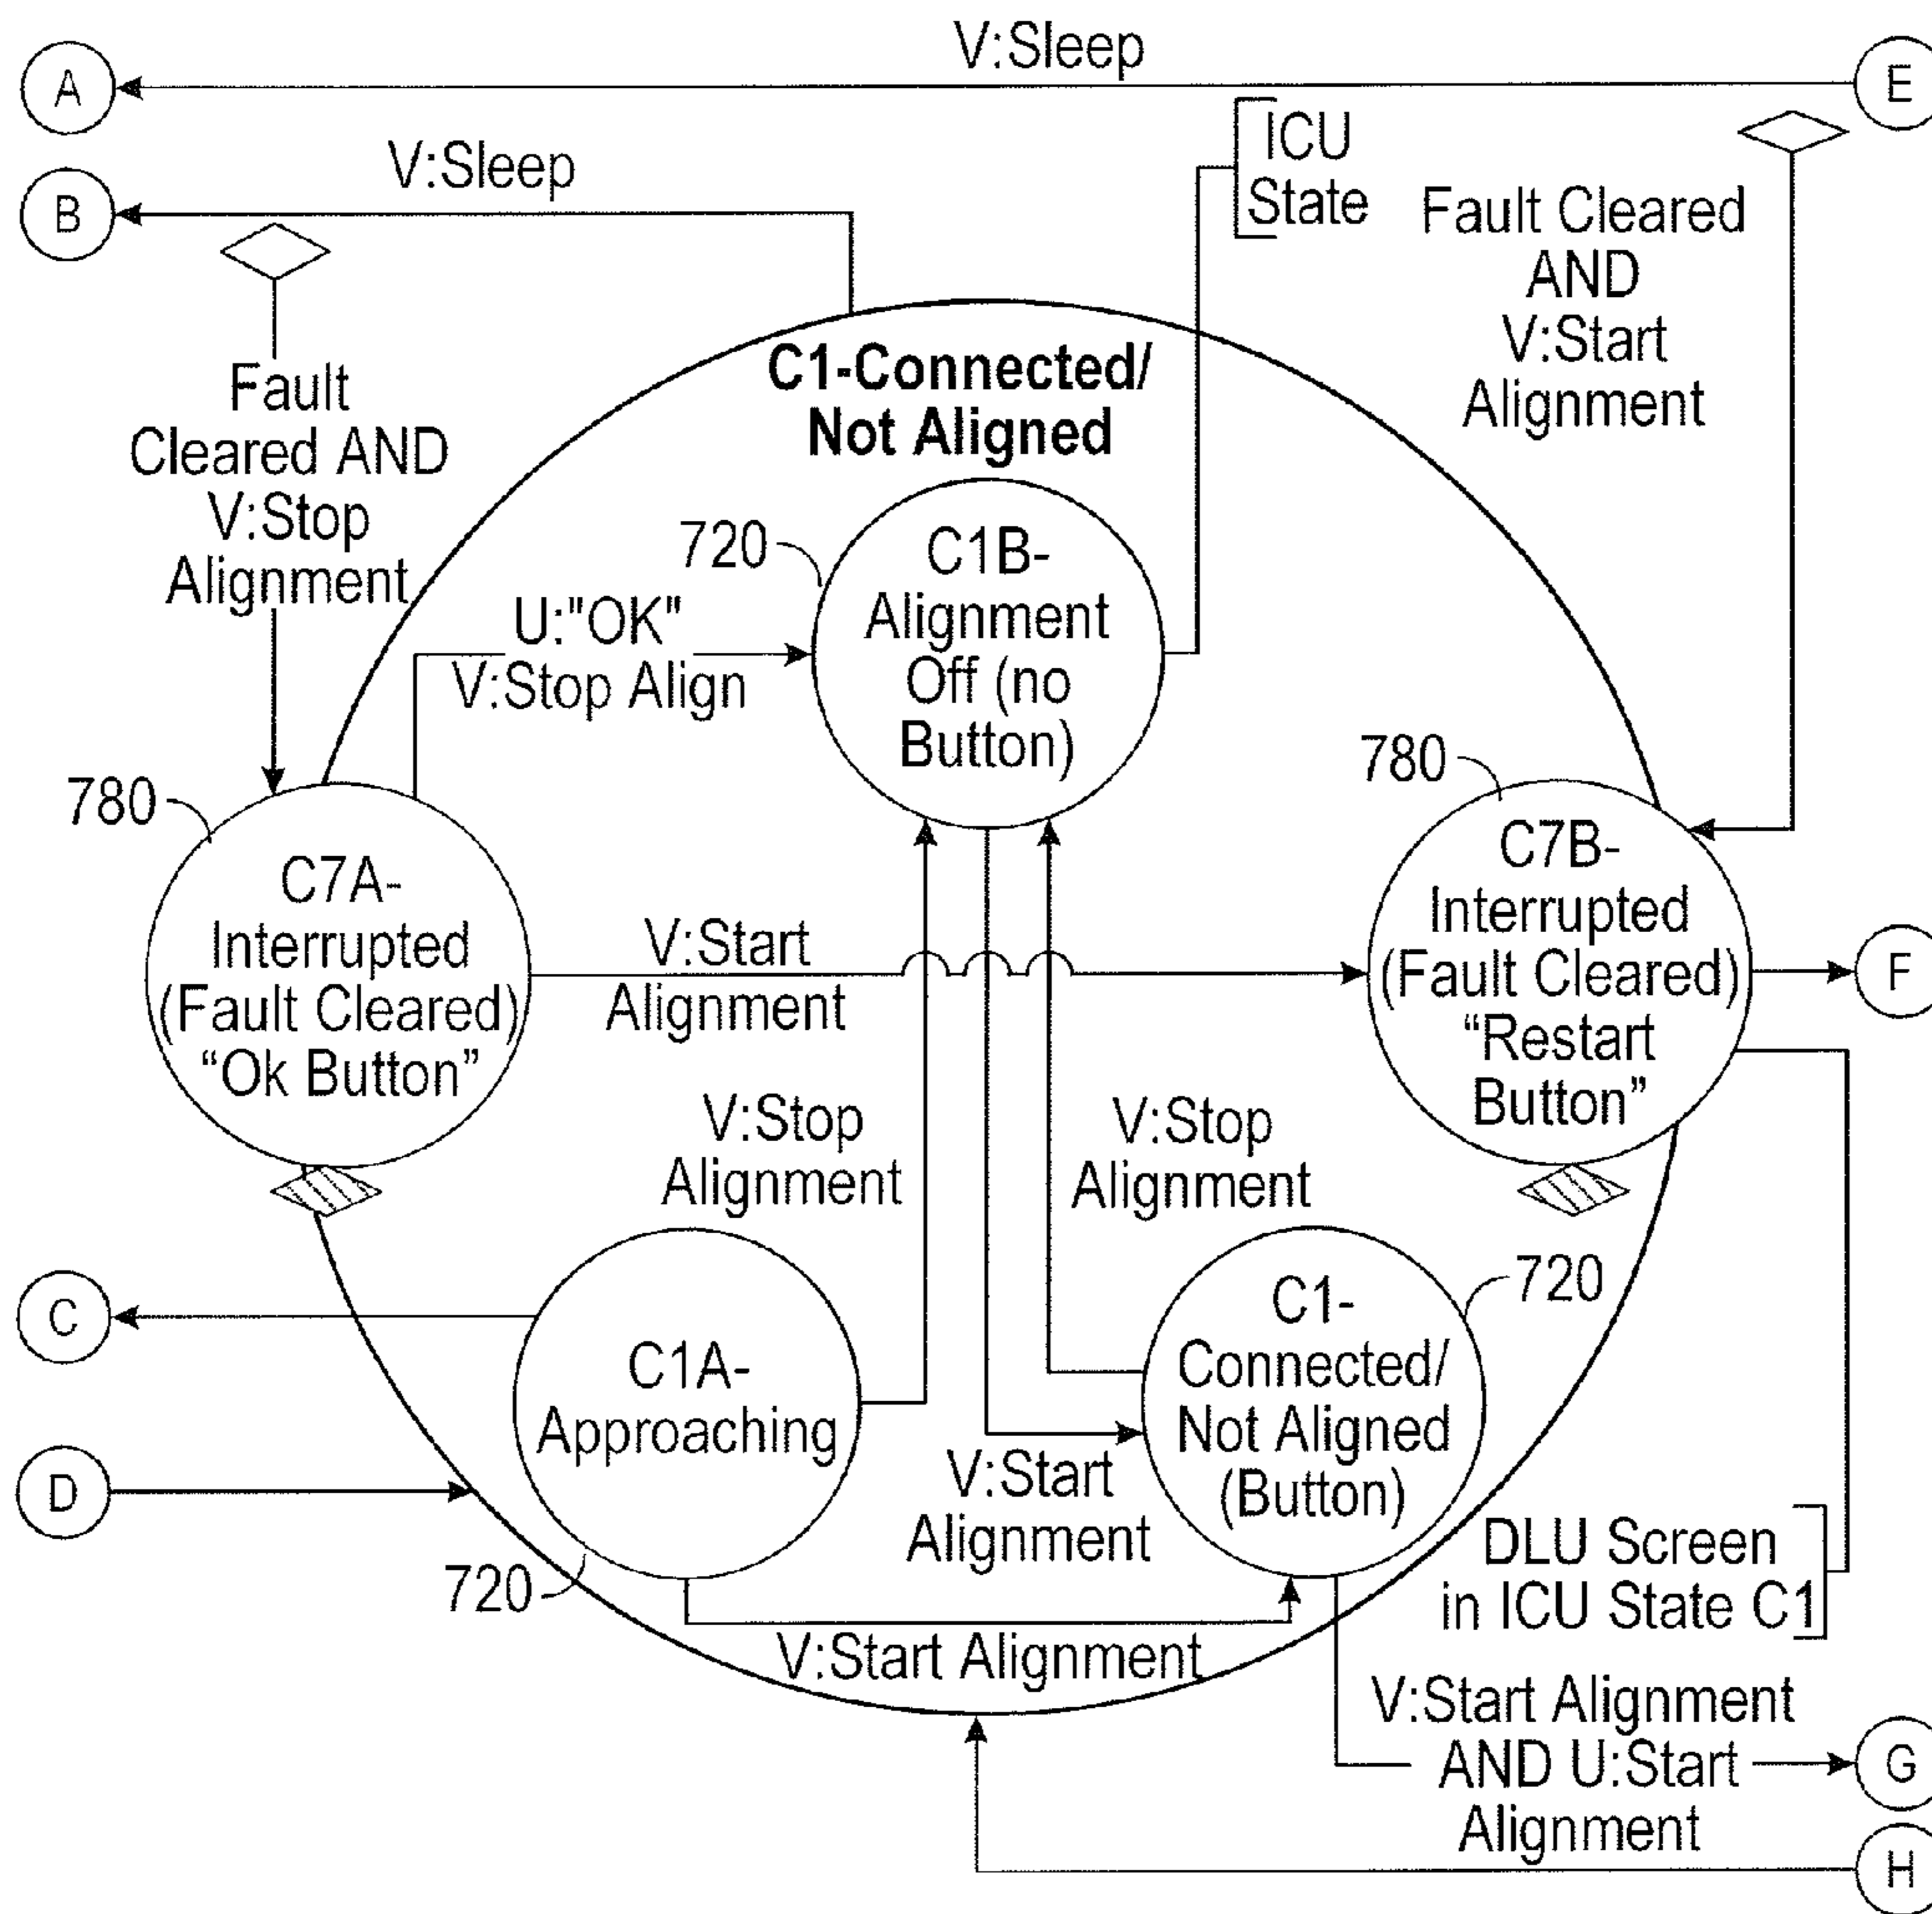 V:Sleep
A
E
V:Sleep
B
ICU
State
Fault Cleared
AND
V:Start
Alignment
Fault
Cleared AND
V:Stop
Alignment
C1-Connected/
Not Aligned
720
C1B-
Alignment
Off (no
Button)
U:"OK"
V:Stop Align
780
C7A-
Interrupted
(Fault Cleared)
“Ok Button”
780
C7B-
Interrupted
(Fault Cleared)
“Restart
Button”
V:Start
Alignment
F
V:Stop
Alignment
V:Stop
Alignment
C
C1A-
Approaching
720
C1-
Connected/
Not Aligned
(Button)
720
D
V:Start
Alignment
DLU Screen
in ICU State C1
V:Start Alignment
V:Start Alignment
AND U:Start
Alignment
G
H